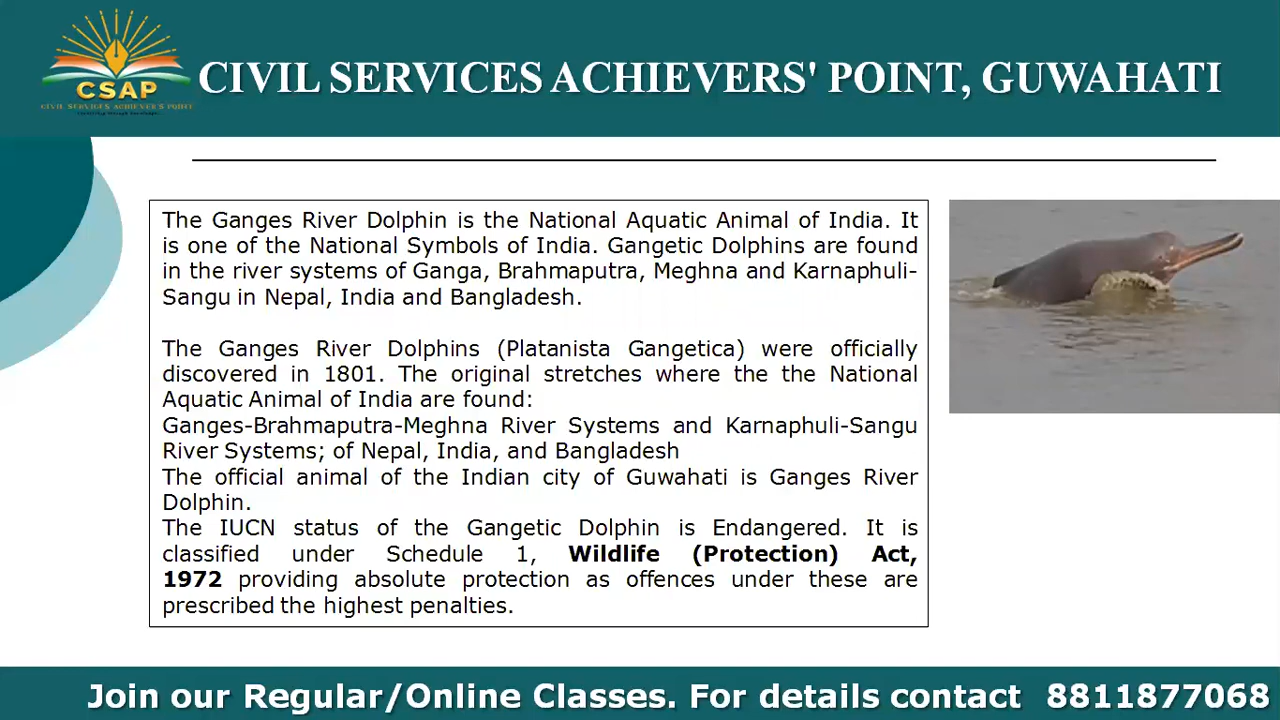 CSAP
CIVIL SERVICES ACHIEVER'S POINT
CIVIL SERVICES ACHIEVERS' POINT, GUWAHATI
The Ganges River Dolphin is the National Aquatic Animal of India. It
is one of the National Symbols of India. Gangetic Dolphins are found
in the river systems of Ganga, Brahmaputra, Meghna and Karnaphuli-
Sangu in Nepal, India and Bangladesh.
The Ganges River Dolphins (Platanista Gangetica) were officially
discovered in 1801. The original stretches where the the National
Aquatic Animal of India are found:
Ganges-Brahmaputra-Meghna River Systems and Karnaphuli-Sangu
River Systems; of Nepal, India, and Bangladesh
The official animal of the Indian city of Guwahati is Ganges River
Dolphin.
The IUCN status of the Gangetic Dolphin is Endangered. It is
classified under Schedule 1, Wildlife (Protection) Act,
1972 providing absolute protection as offences under these are
prescribed the highest penalties.
Join our Regular/Online Classes. For details contact 8811877068